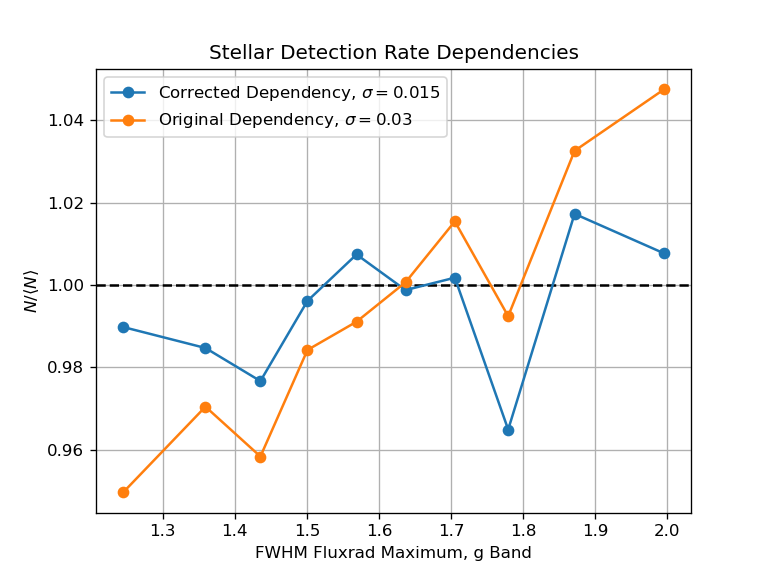 Stellar Detection Rate Dependencies
Corrected Dependency, σ = 0.015
Original Dependency, σ = 0.03
1.04
1.02
1.00
0.98
0.96
N/⟨N⟩
1.3 1.4 1.5 1.6 1.7 1.8 1.9 2.0
FWHM Fluxrad Maximum, g Band